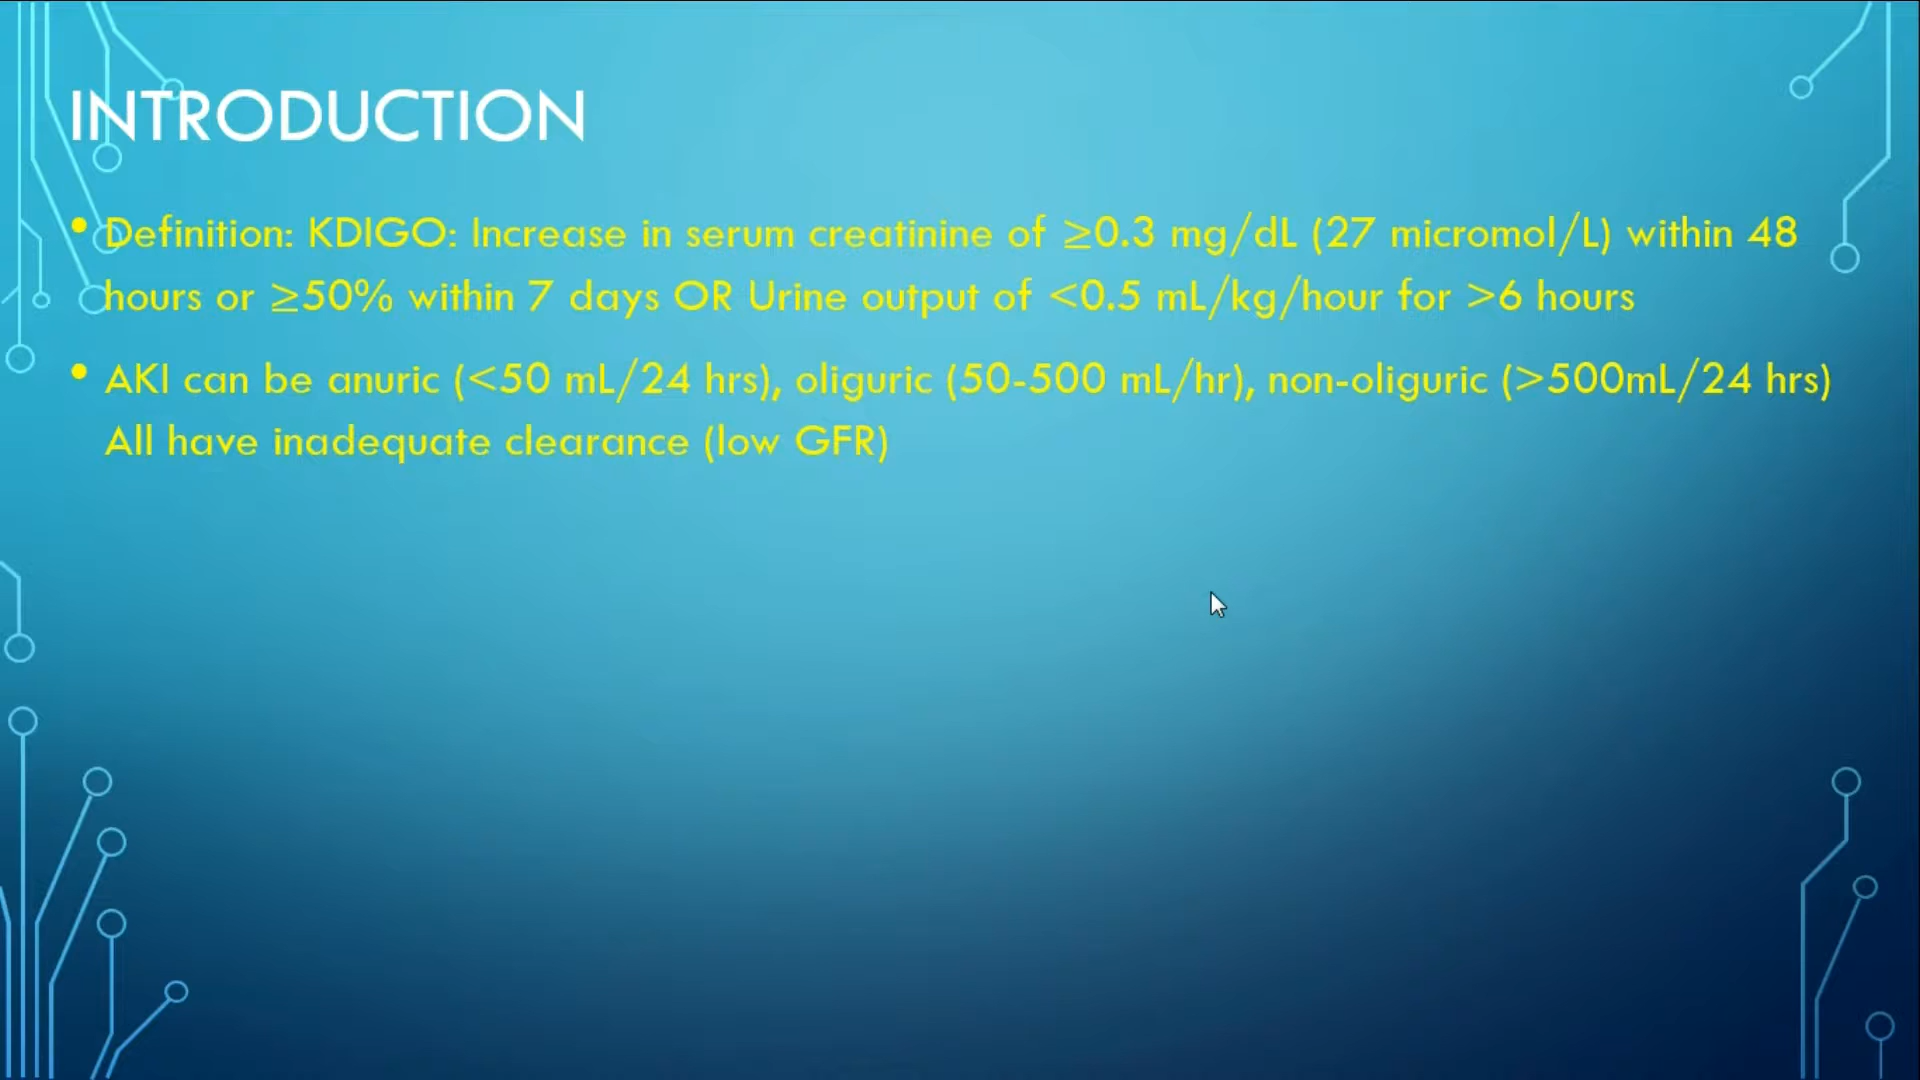 INTRODUCTION
• Definition: KDIGO: Increase in serum creatinine of ≥0.3 mg/dL (27 micromol/L) within 48
hours or ≥50% within 7 days OR Urine output of <0.5 mL/kg/hour for >6 hours
• AKI can be anuric (<50 mL/24 hrs), oliguric (50-500 mL/hr), non-oliguric (>500mL/24 hrs)
All have inadequate clearance (low GFR)